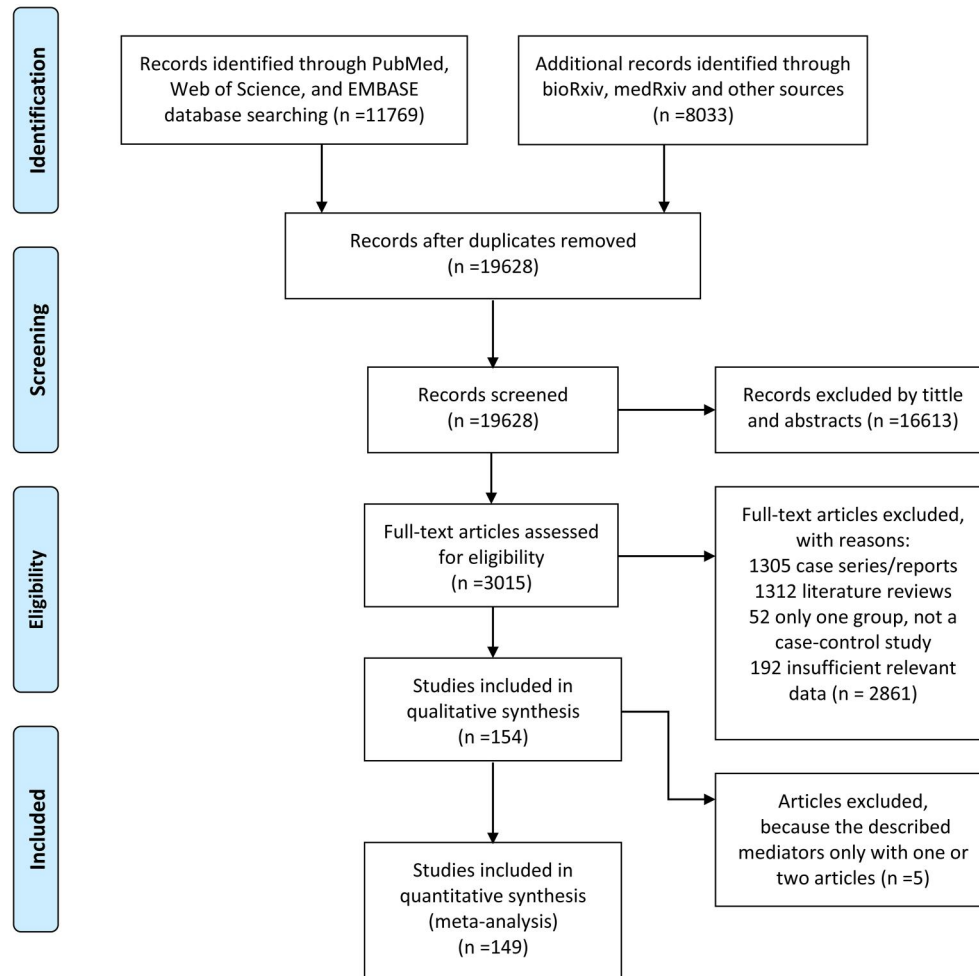 Identification
Records identified through PubMed,
Web of Science, and EMBASE
database searching (n =11769)
Additional records identified through
bioRxiv, medRxiv and other sources
(n =8033)
Screening
Records after duplicates removed
(n =19628)
Records screened
(n =19628)
Records excluded by tittle
and abstracts (n =16613)
Eligibility
Full-text articles assessed
for eligibility
(n =3015)
Full-text articles excluded,
with reasons:
1305 case series/reports
1312 literature reviews
52 only one group, not a
case-control study
192 insufficient relevant
data (n = 2861)
Studies included in
qualitative synthesis
(n =154)
Included
Articles excluded,
because the described
mediators only with one or
two articles (n =5)
Studies included in
quantitative synthesis
(meta-analysis)
(n =149)